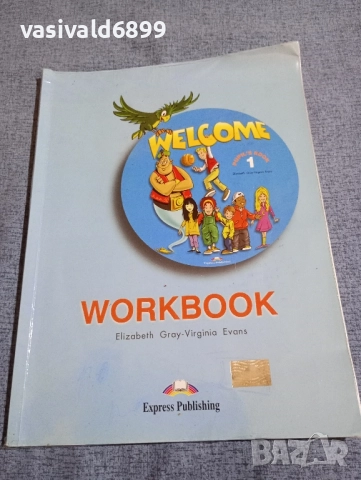 vasivald6899
WELCOME
1
WORKBOOK
Elizabeth Gray-Virginia Evans
Express Publishing
BAZAR